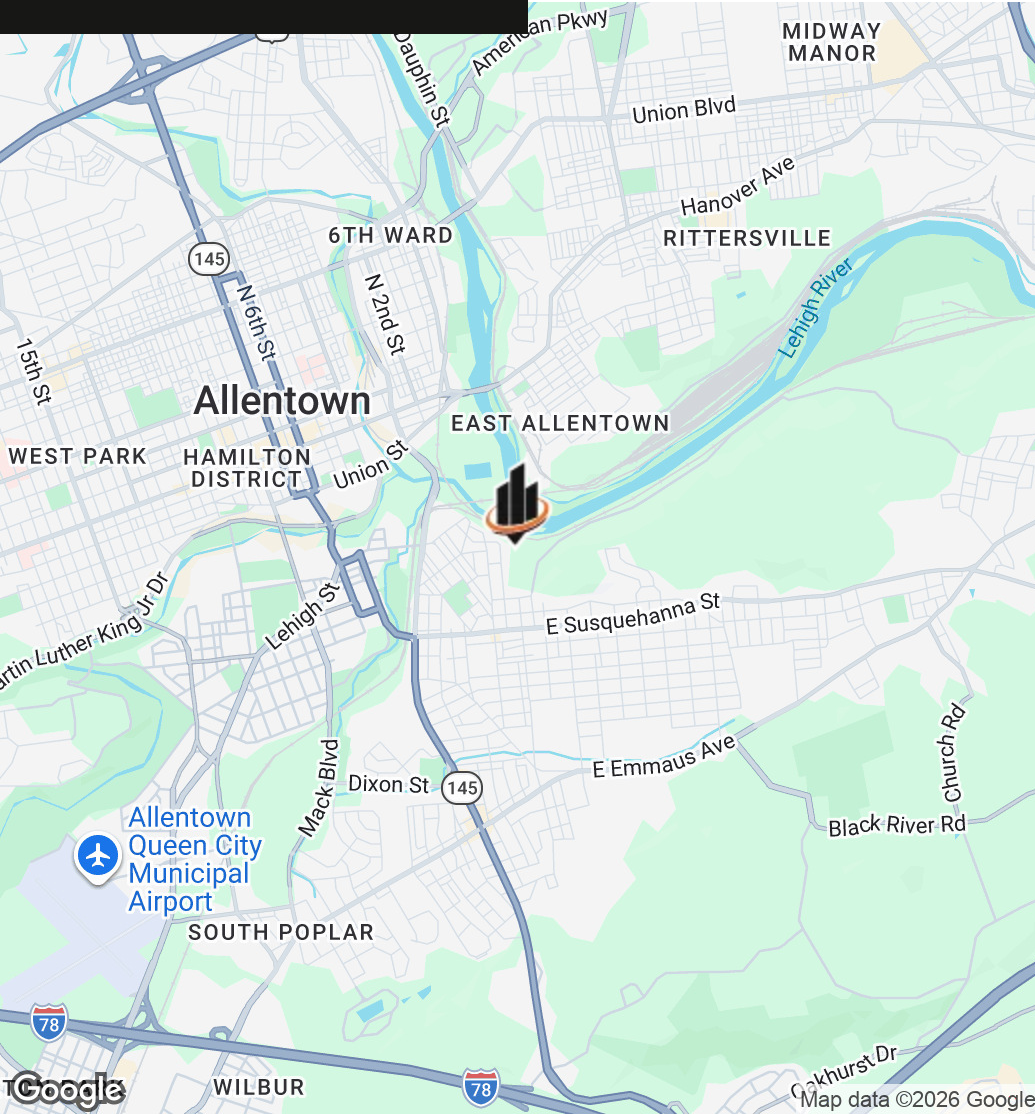 American Pkwy
Dauphin St
MIDWAY
MANOR
Union Blvd
Hanover Ave
6TH WARD
RITTERSVILLE
145
N 2nd St
N 6th St
Lehigh River
15th St
Allentown
EAST ALLENTOWN
WEST PARK
HAMILTON
DISTRICT
Union St
Lehigh St
E Susquehanna St
artin Luther King Jr Dr
Church Rd
Mack Blvd
E Emmaus Ave
Dixon St
145
Black River Rd
Allentown
Queen City
Municipal
Airport
SOUTH POPLAR
78
78
WILBUR
Oakhurst Dr
Google
Map data ©2026 Google